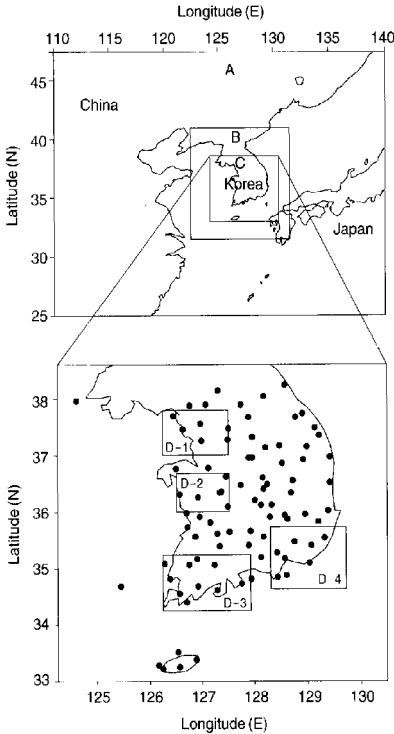 Longitude (E)
110 115 120 125 130 135 140
A
45
China
40
B
C
Korea
35
Japan
30
25
Latitude (N)
38
D-1
37
D-2
36
35
D-3
D 4
34
33
Latitude (N)
125 126 127 128 129 130
Longitude (E)